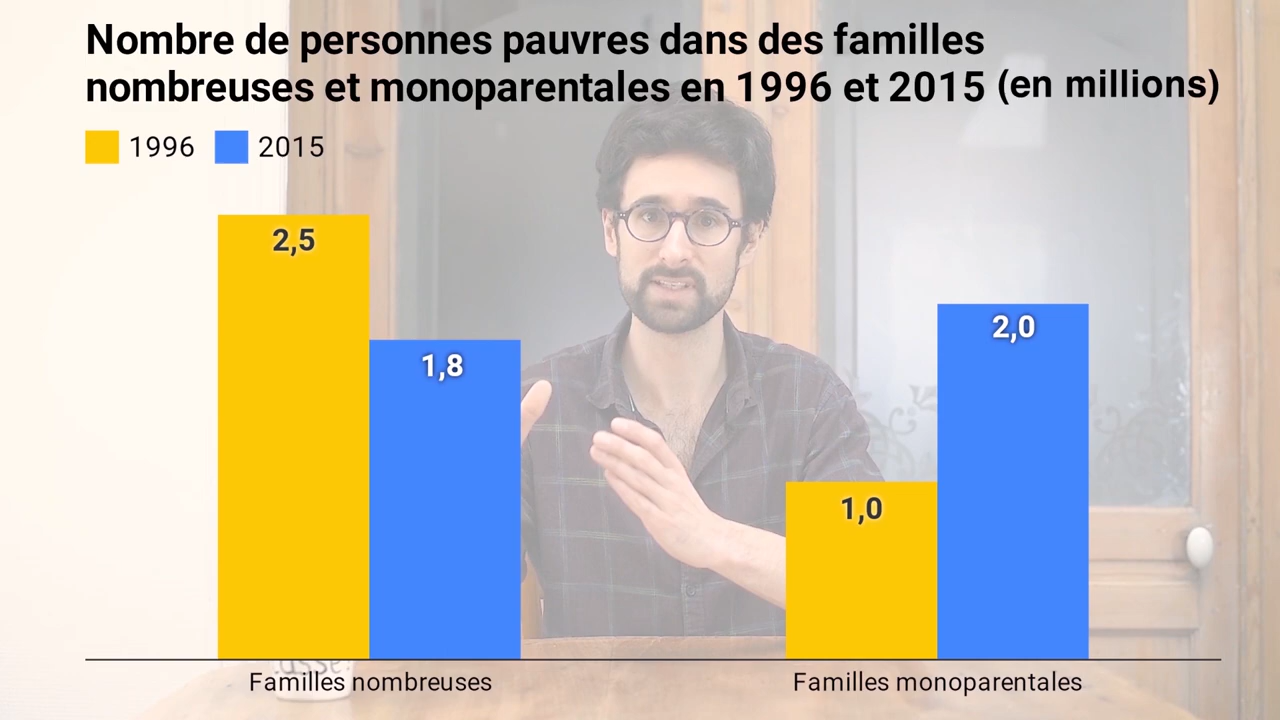 Nombre de personnes pauvres dans des familles
nombreuses et monoparentales en 1996 et 2015 (en millions)
1996 2015
2,5
1,8
2,0
1,0
Familles nombreuses Familles monoparentales